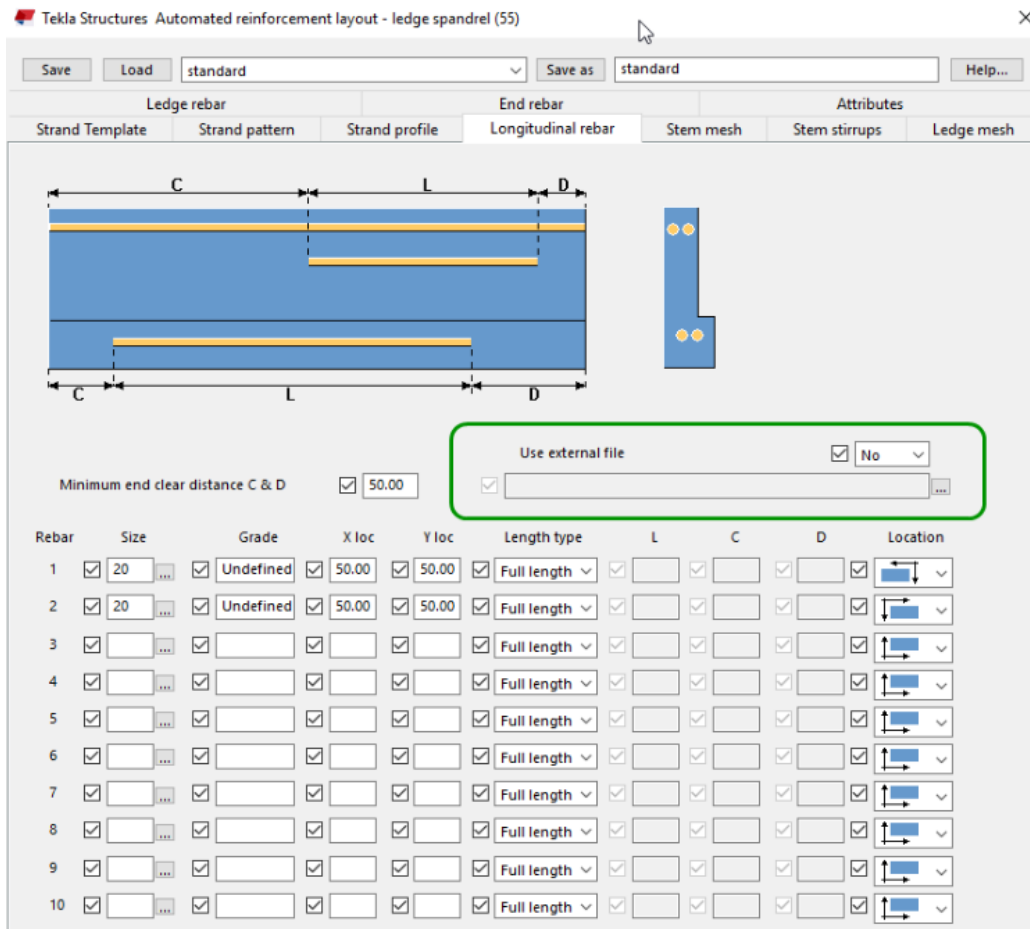 Tekla Structures Automated reinforcement layout - ledge spandrel (55)
Save Load standard Save as standard Help...
Ledge rebar End rebar Attributes
Strand Template Strand pattern Strand profile Longitudinal rebar Stem mesh Stem stirrups Ledge mesh
C L D
C L D
Use external file No
Minimum end clear distance C & D 50.00 ...
Rebar Size Grade X loc Y loc Length type L C D Location
1 20 ... Undefined 50.00 50.00 Full length
2 20 ... Undefined 50.00 50.00 Full length
3 ... Full length
4 ... Full length
5 ... Full length
6 ... Full length
7 ... Full length
8 ... Full length
9 ... Full length
10 ... Full length